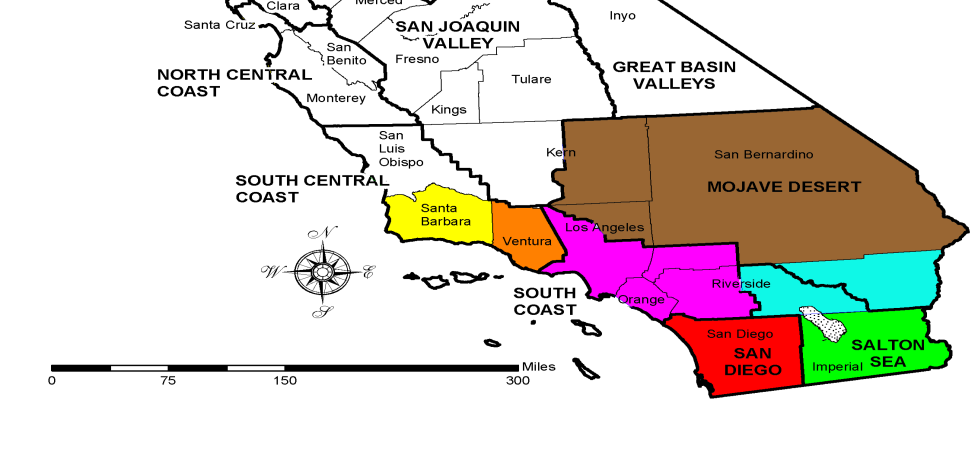 Clara
Merced
Santa Cruz
Inyo
SAN JOAQUIN
VALLEY
San
Benito
Fresno
NORTH CENTRAL
COAST
GREAT BASIN
VALLEYS
Tulare
Monterey
Kings
San
Luis
Obispo
Kern
San Bernardino
SOUTH CENTRAL
COAST
MOJAVE DESERT
Santa
Barbara
Los Angeles
Ventura
N
W
E
S
SOUTH
COAST
Orange
Riverside
San Diego
SAN
DIEGO
SALTON
SEA
Imperial
Miles
0
75
150
300